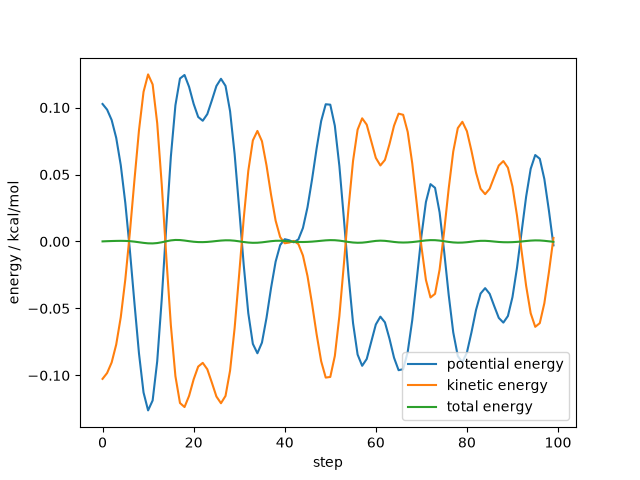 energy / kcal/mol
0.10
0.05
0.00
−0.05
−0.10
0
20
40
60
80
100
step
potential energy
kinetic energy
total energy